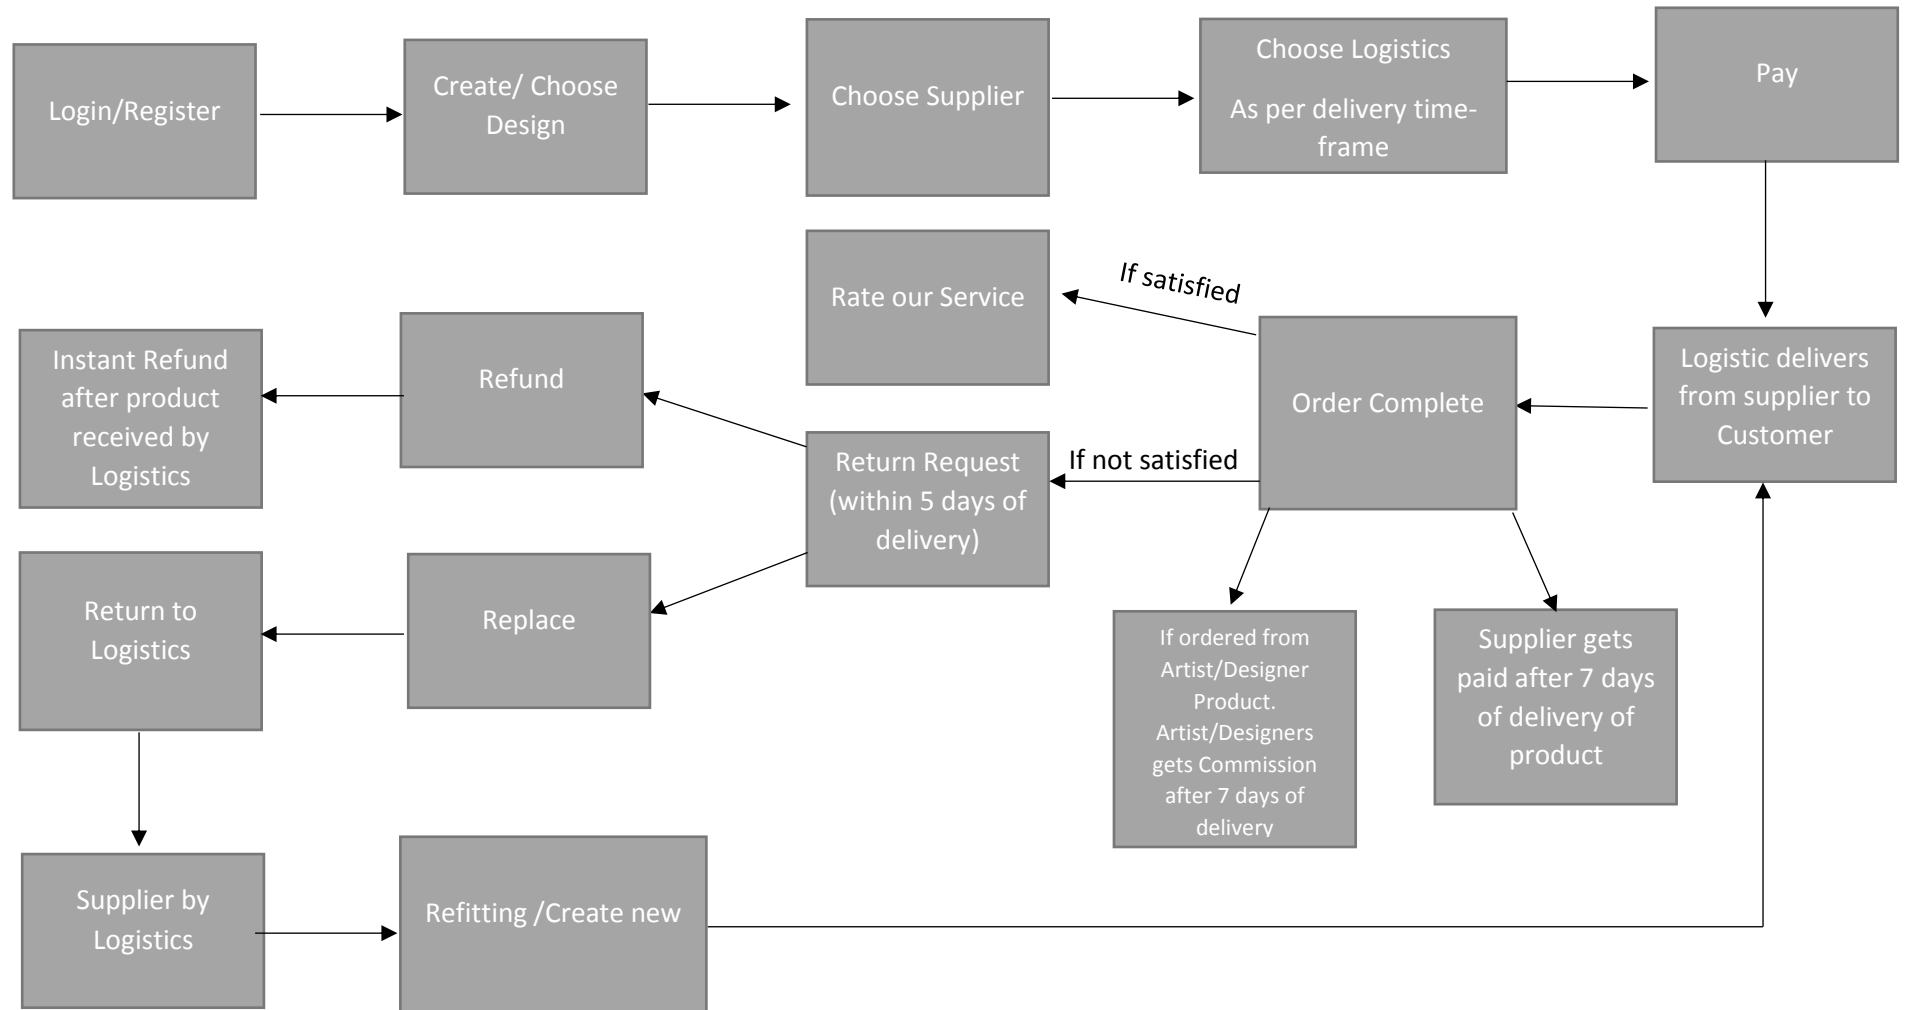 Login/Register
Create/ Choose
Design
Choose Supplier
Choose Logistics
As per delivery time-
frame
Pay
Rate our Service
If satisfied
Instant Refund
after product
received by
Logistics
Refund
Order Complete
Logistic delivers
from supplier to
Customer
Return Request
(within 5 days of
delivery)
If not satisfied
Return to
Logistics
Replace
If ordered from
Artist/Designer
Product.
Artist/Designers
gets Commission
after 7 days of
delivery
Supplier gets
paid after 7 days
of delivery of
product
Supplier by
Logistics
Refitting /Create new